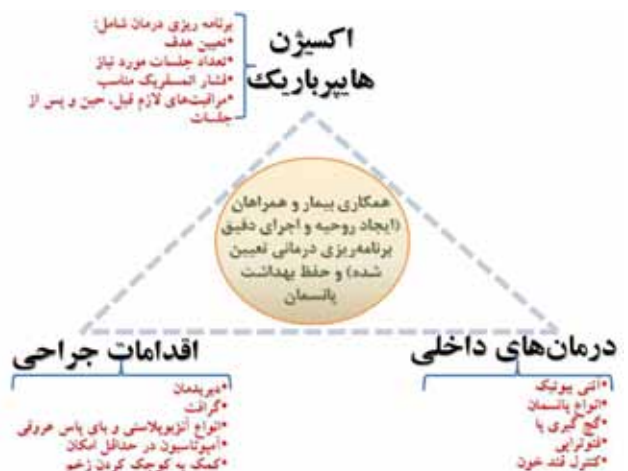 اکسیژن
هایپرباریک
برنامه ریزی درمان شامل:
•تعیین هدف
•تعداد جلسات مورد نیاز
•فشار اتمسفریک مناسب
•مراقبت‌های لازم قبل، حین و پس از
جلسات
همکاری بیمار و همراهان
(ایجاد روحیه و اجرای دقیق
برنامه‌ریزی درمانی تعیین
شده) و حفظ بهداشت
پانسمان
درمان‌های داخلی
•آنتی بیوتیک
•انواع پانسمان
•گچ گیری پا
•فتوتراپی
•کنترل قند خون
اقدامات جراحی
•دبریدمان
•گرافت
•انواع آنژیوپلاستی و بای پاس عروقی
•آمپوتاسیون در حداقل امکان
•کمک به کوچک کردن زخم